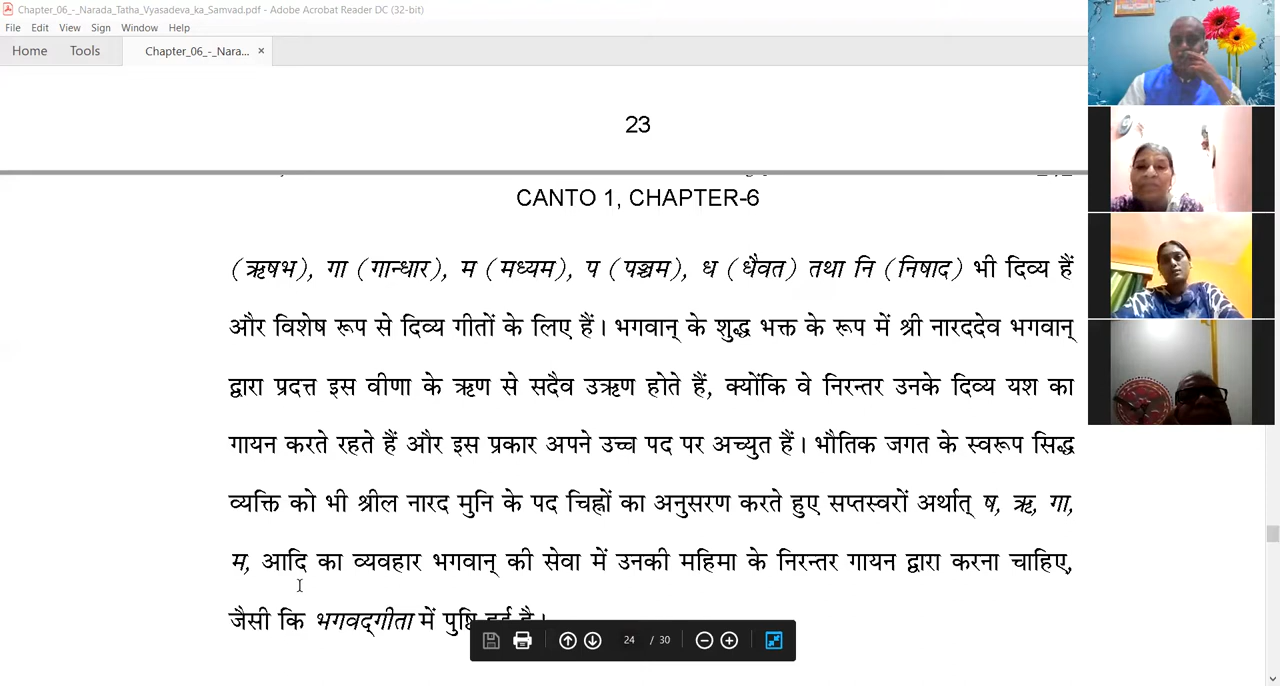 Chapter_06_-_Narada_Tatha_Vyasadeva_ka_Samvad.pdf - Adobe Acrobat Reader DC (32-bit)
File Edit View Sign Window Help
Home Tools Chapter_06_-_Nara... ×
23
CANTO 1, CHAPTER-6
(ऋषभ), गा (गान्धार), म (मध्यम), प (पञ्चम), ध (धैवत) तथा नि (निषाद) भी दिव्य हैं
और विशेष रूप से दिव्य गीतों के लिए हैं। भगवान् के शुद्ध भक्त के रूप में श्री नारददेव भगवान्
द्वारा प्रदत्त इस वीणा के ऋण से सदैव उऋण होते हैं, क्योंकि वे निरन्तर उनके दिव्य यश का
गायन करते रहते हैं और इस प्रकार अपने उच्च पद पर अच्युत हैं। भौतिक जगत के स्वरूप सिद्ध
व्यक्ति को भी श्रील नारद मुनि के पद चिह्नों का अनुसरण करते हुए सप्तस्वरों अर्थात् ष, ऋ, गा,
म, आदि का व्यवहार भगवान् की सेवा में उनकी महिमा के निरन्तर गायन द्वारा करना चाहिए,
जैसी कि भगवद्गीता में पुष्टि हुई है।
24 / 30